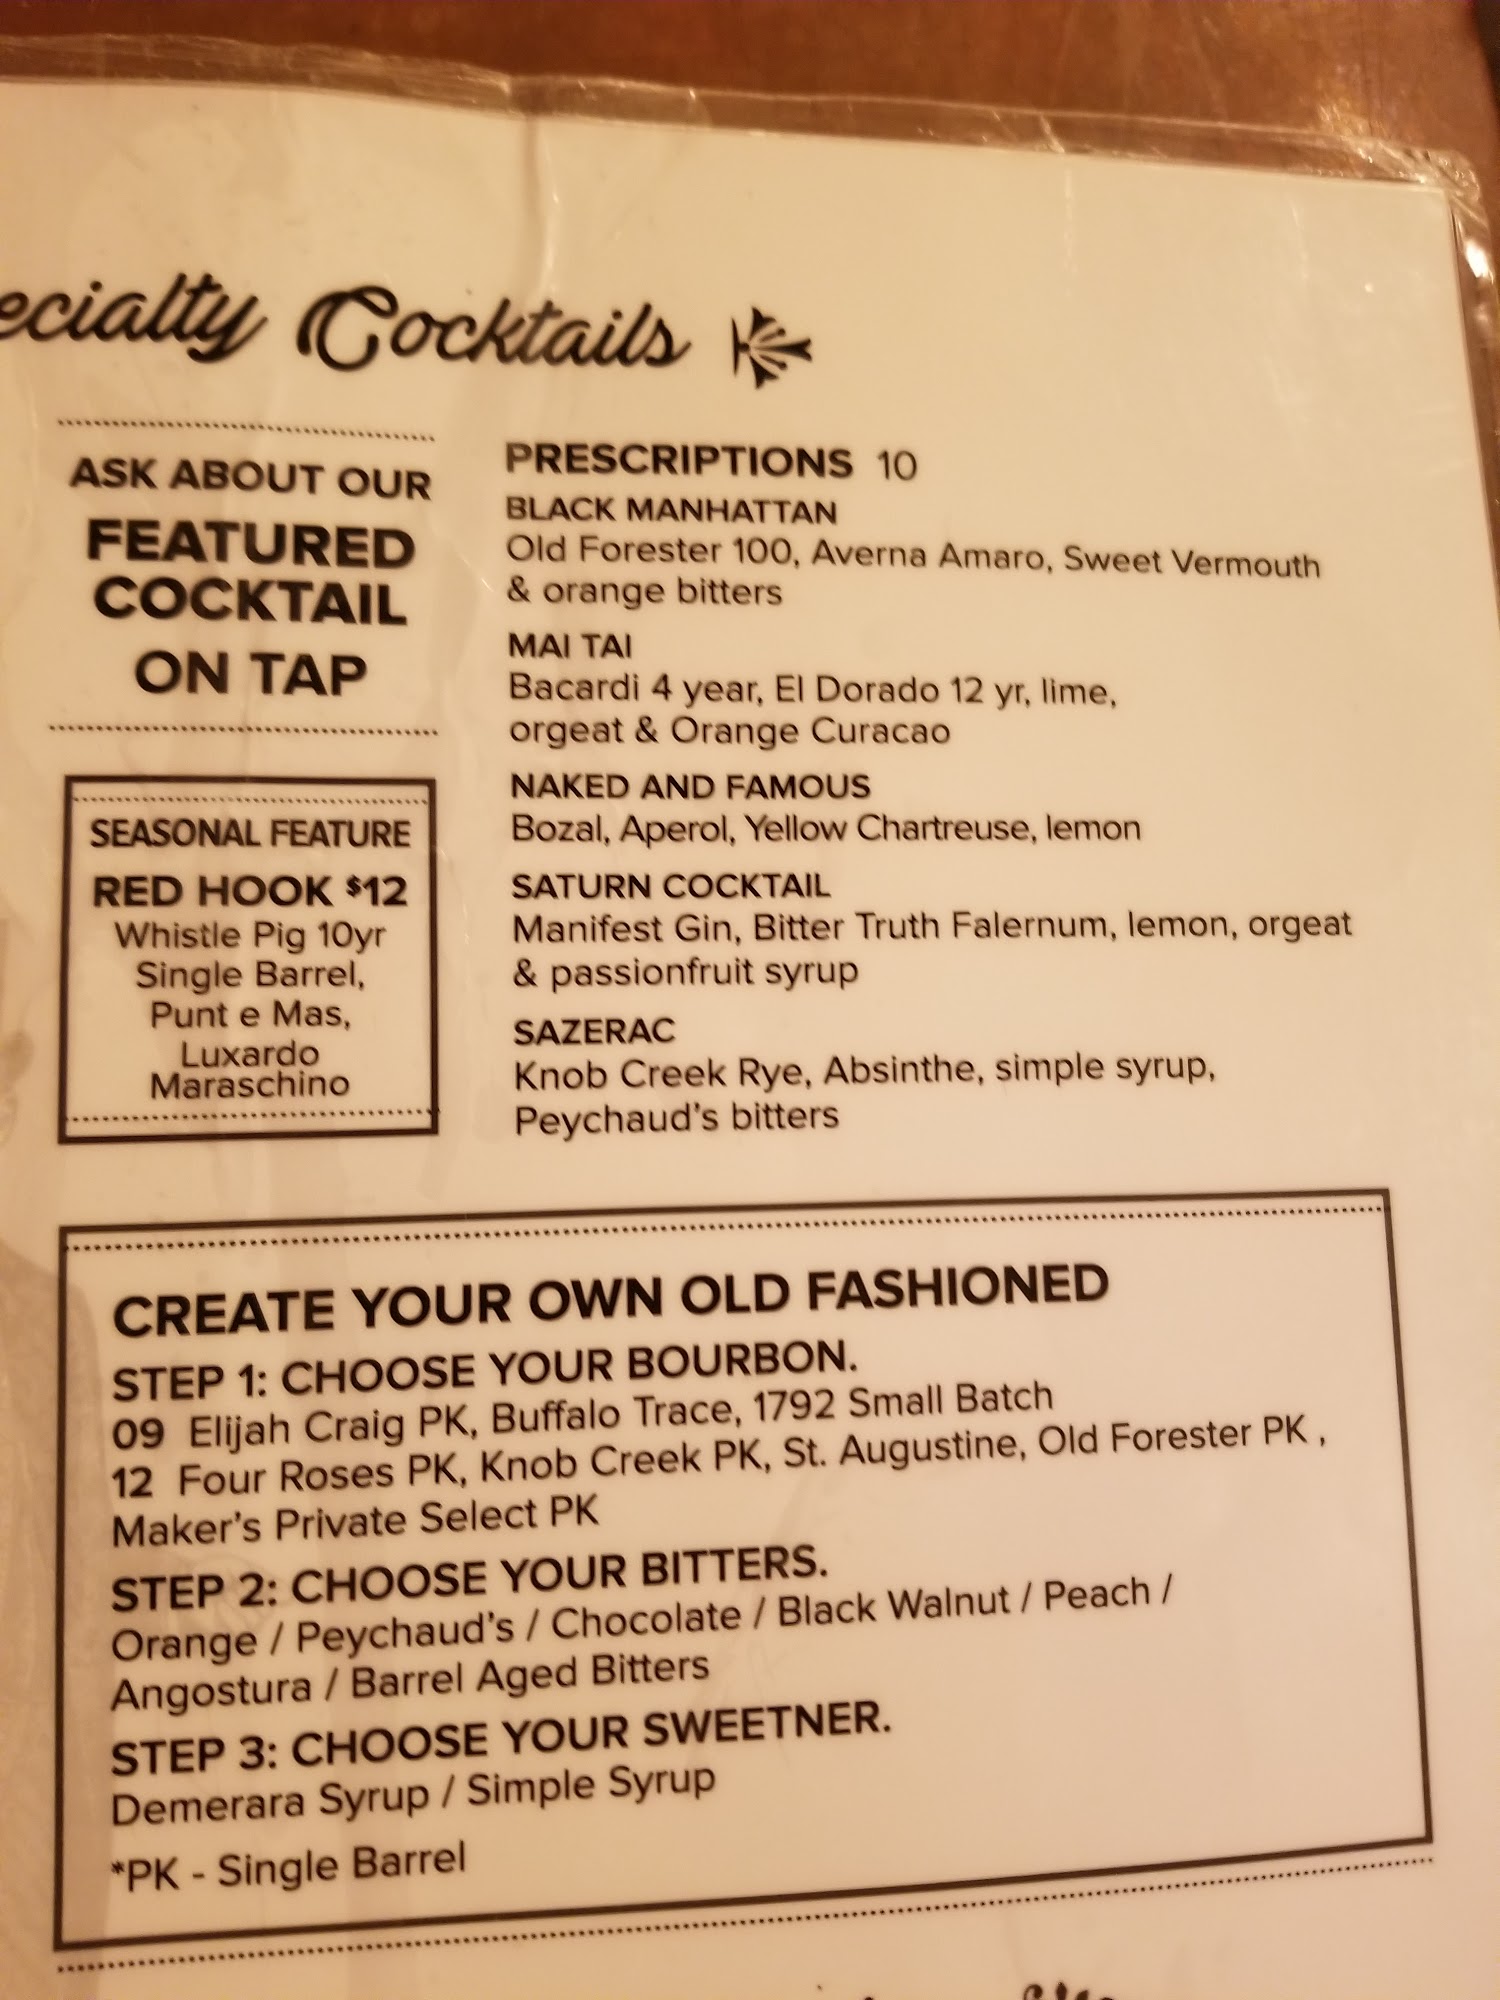 ecialty Cocktails
ASK ABOUT OUR
FEATURED
COCKTAIL
ON TAP
SEASONAL FEATURE
RED HOOK $12
Whistle Pig 10yr
Single Barrel,
Punt e Mas,
Luxardo
Maraschino
PRESCRIPTIONS 10
BLACK MANHATTAN
Old Forester 100, Averna Amaro, Sweet Vermouth
& orange bitters
MAI TAI
Bacardi 4 year, El Dorado 12 yr, lime,
orgeat & Orange Curacao
NAKED AND FAMOUS
Bozal, Aperol, Yellow Chartreuse, lemon
SATURN COCKTAIL
Manifest Gin, Bitter Truth Falernum, lemon, orgeat
& passionfruit syrup
SAZERAC
Knob Creek Rye, Absinthe, simple syrup,
Peychaud's bitters
CREATE YOUR OWN OLD FASHIONED
STEP 1: CHOOSE YOUR BOURBON.
09 Elijah Craig PK, Buffalo Trace, 1792 Small Batch
12 Four Roses PK, Knob Creek PK, St. Augustine, Old Forester PK ,
Maker's Private Select PK
STEP 2: CHOOSE YOUR BITTERS.
Orange / Peychaud's / Chocolate / Black Walnut / Peach /
Angostura / Barrel Aged Bitters
STEP 3: CHOOSE YOUR SWEETNER.
Demerara Syrup / Simple Syrup
*PK - Single Barrel